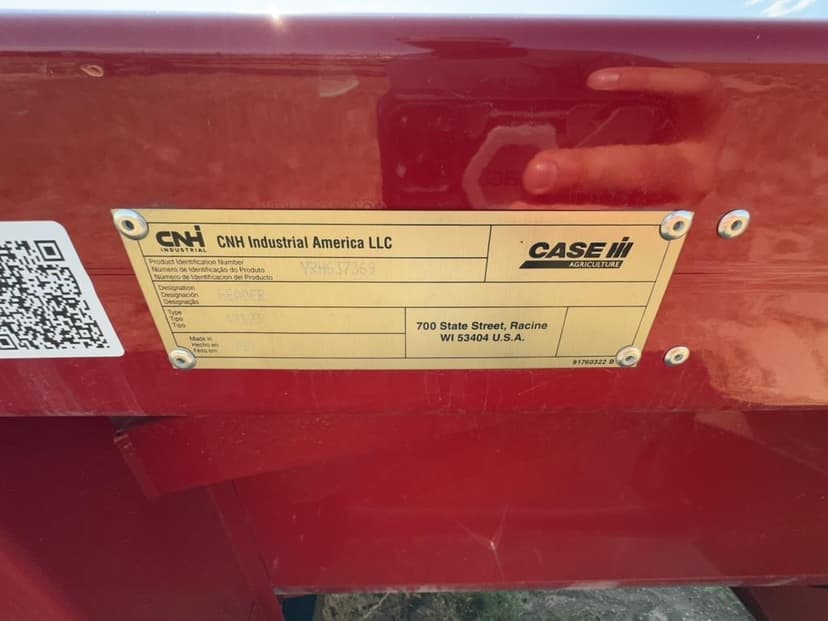 CNH
INDUSTRIAL
CNH Industrial America LLC
CASE IH
AGRICULTURE
Product Identification Number
Número de Identificação do Produto
Número de Identificacion del Producto
YRH637369
Designation
Designación
Designação
HEADER
Type
Tipo
Tipo
700 State Street, Racine
WI 53404 U.S.A.
Made in
Hecho en
Feito em
91760322 B